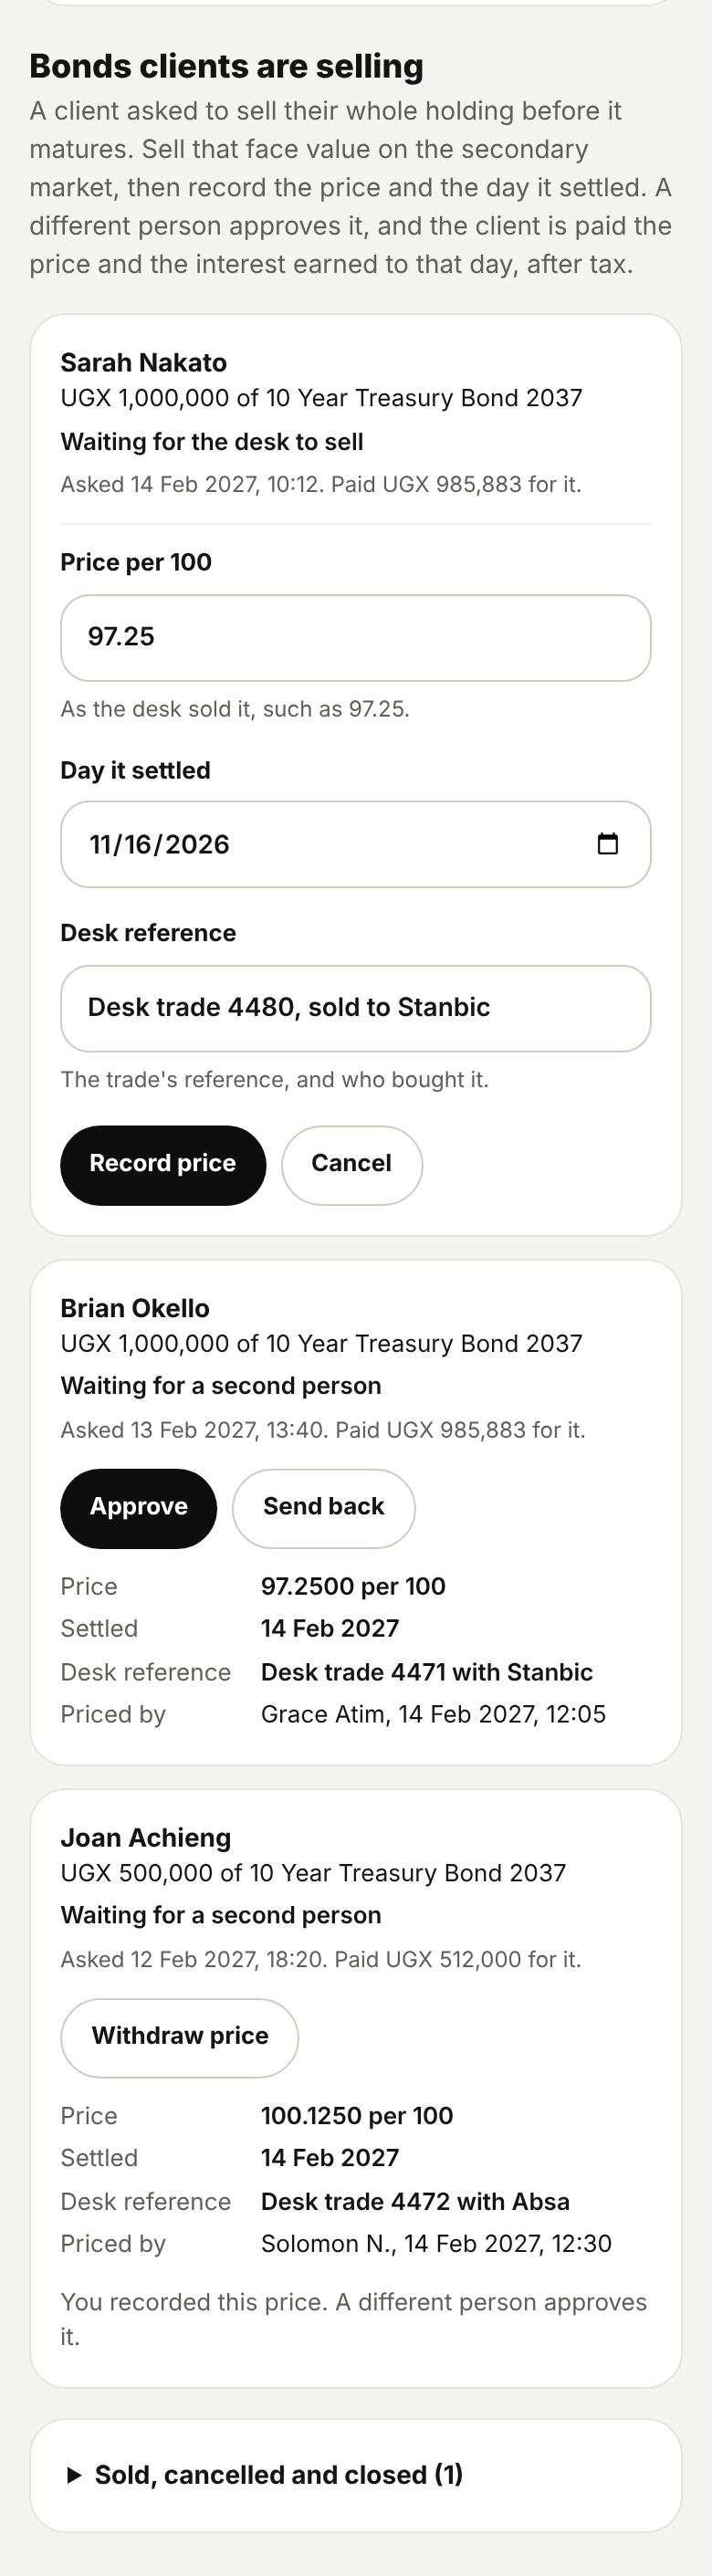 Bonds clients are selling
A client asked to sell their whole holding before it
matures. Sell that face value on the secondary
market, then record the price and the day it settled. A
different person approves it, and the client is paid the
price and the interest earned to that day, after tax.
Sarah Nakato
UGX 1,000,000 of 10 Year Treasury Bond 2037
Waiting for the desk to sell
Asked 14 Feb 2027, 10:12. Paid UGX 985,883 for it.
Price per 100
97.25
As the desk sold it, such as 97.25.
Day it settled
11/16/2026
Desk reference
Desk trade 4480, sold to Stanbic
The trade's reference, and who bought it.
Record price Cancel
Brian Okello
UGX 1,000,000 of 10 Year Treasury Bond 2037
Waiting for a second person
Asked 13 Feb 2027, 13:40. Paid UGX 985,883 for it.
Approve Send back
Price 97.2500 per 100
Settled 14 Feb 2027
Desk reference Desk trade 4471 with Stanbic
Priced by Grace Atim, 14 Feb 2027, 12:05
Joan Achieng
UGX 500,000 of 10 Year Treasury Bond 2037
Waiting for a second person
Asked 12 Feb 2027, 18:20. Paid UGX 512,000 for it.
Withdraw price
Price 100.1250 per 100
Settled 14 Feb 2027
Desk reference Desk trade 4472 with Absa
Priced by Solomon N., 14 Feb 2027, 12:30
You recorded this price. A different person approves
it.
Sold, cancelled and closed (1)